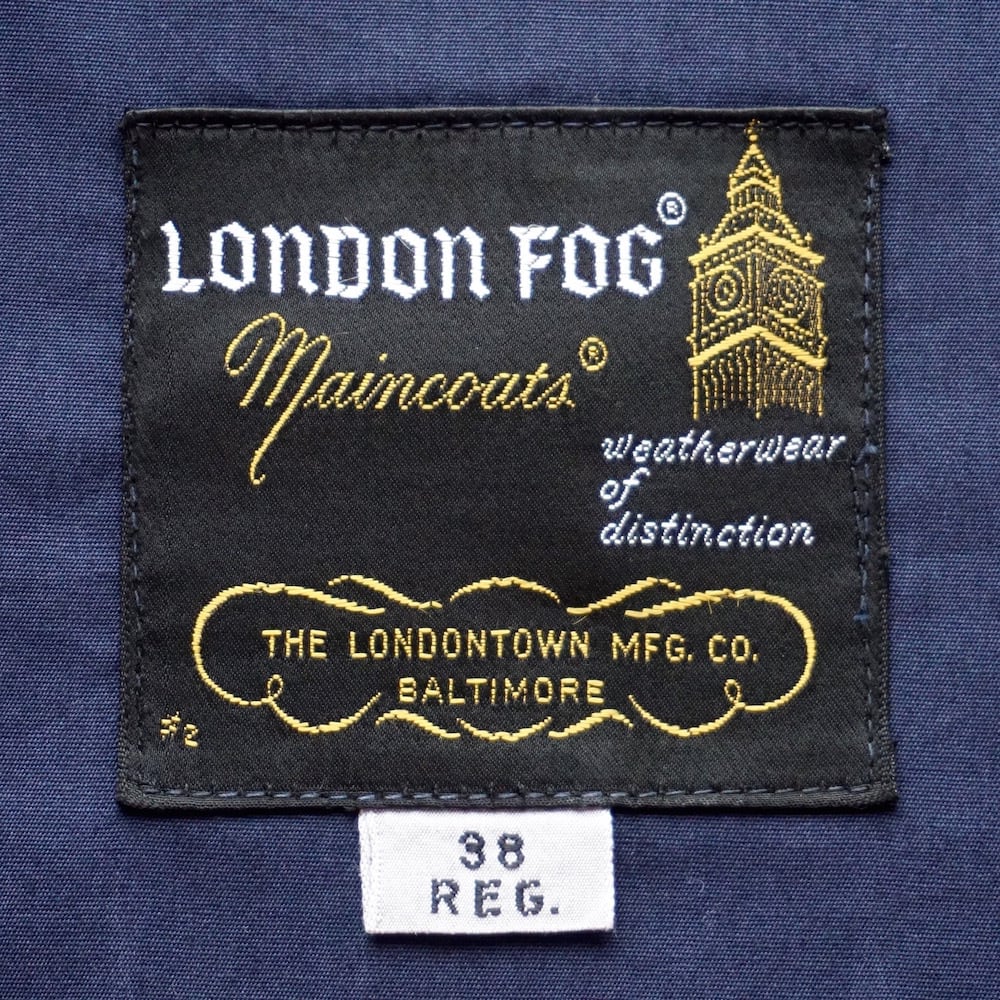 LONDON FOG®
Maincoats®
weatherwear
of
distinction
THE LONDONTOWN MFG. CO.
BALTIMORE
#2
38
REG.